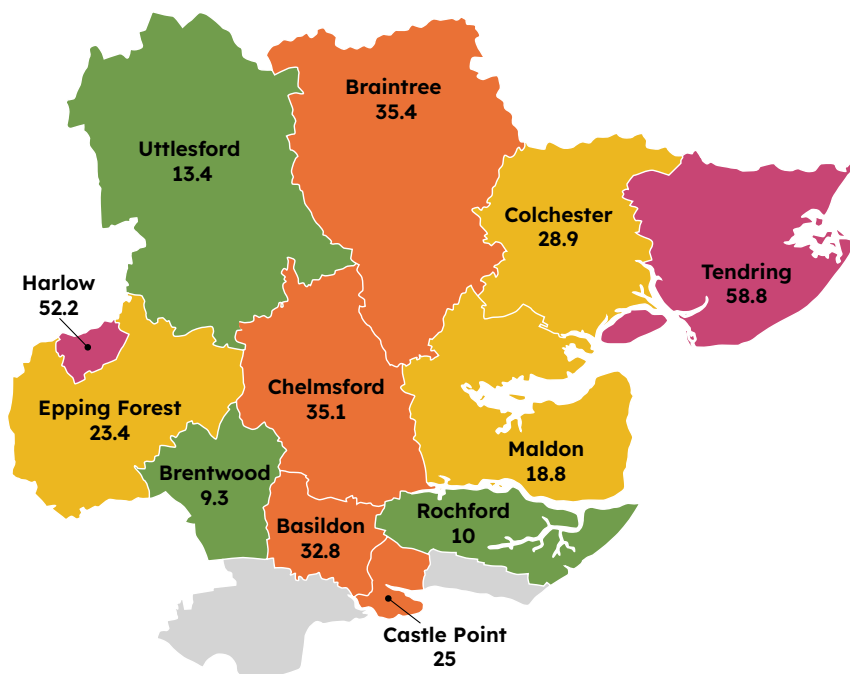 Braintree
35.4
Uttlesford
13.4
Colchester
28.9
Tendring
58.8
Harlow
52.2
Chelmsford
35.1
Epping Forest
23.4
Maldon
18.8
Brentwood
9.3
Rochford
10
Basildon
32.8
Castle Point
25